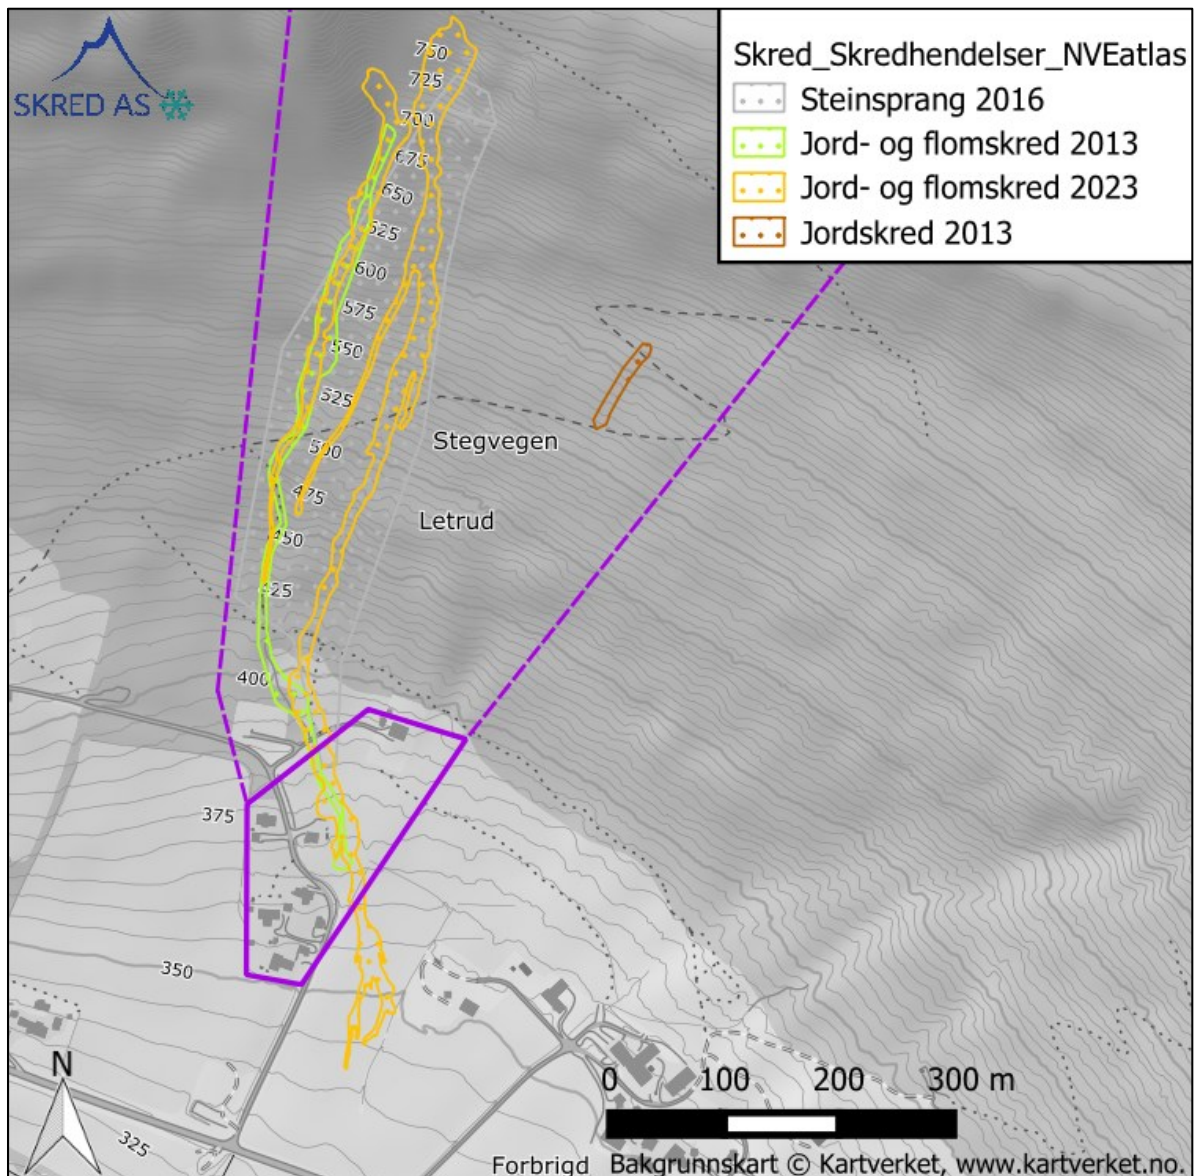 SKRED AS
Skred_Skredhendelser_NVEatlas
Steinsprang 2016
Jord- og flomskred 2013
Jord- og flomskred 2023
Jordskred 2013
750
725
700
675
650
625
600
575
550
525
500
475
450
425
400
375
350
325
Stegvegen
Letrud
N
0 100 200 300 m
Forbrigd
Bakgrunnskart © Kartverket, www.kartverket.no.